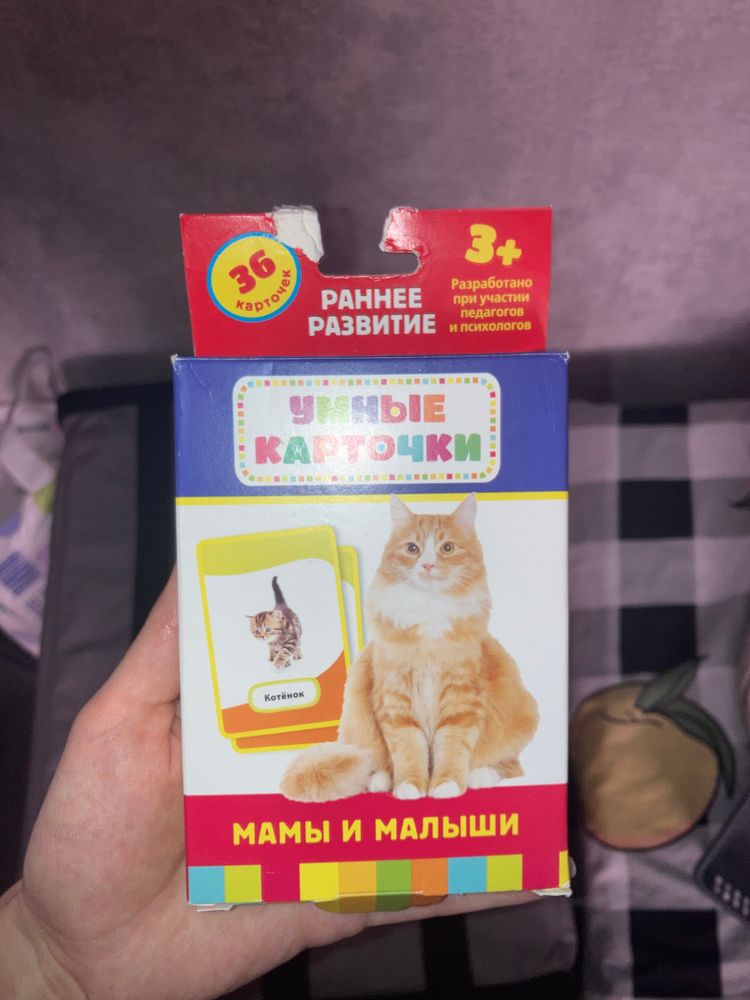 36
карточек
РАННЕЕ
РАЗВИТИЕ
3+
Разработано
при участии
педагогов
и психологов
УМНЫЕ
КАРТОЧКИ
Котёнок
МАМЫ И МАЛЫШИ